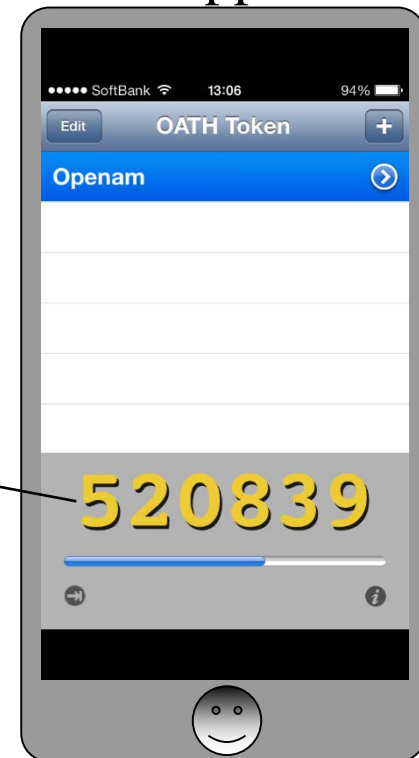 ●●●●● SoftBank 13:06 94%
Edit OATH Token +
Openam
520839
i